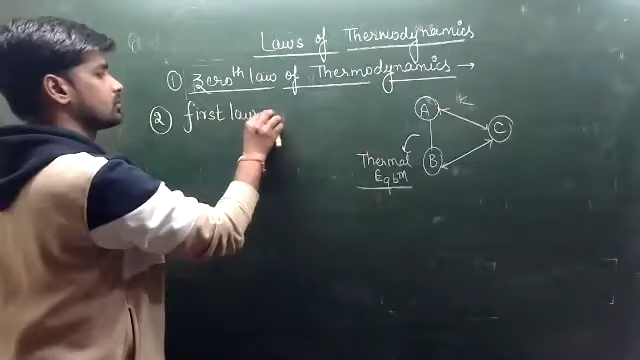 Laws of Thermodynamics
① Zeroth law of Thermodynamics →
② first law
A
C
B
Thermal
Eqbm